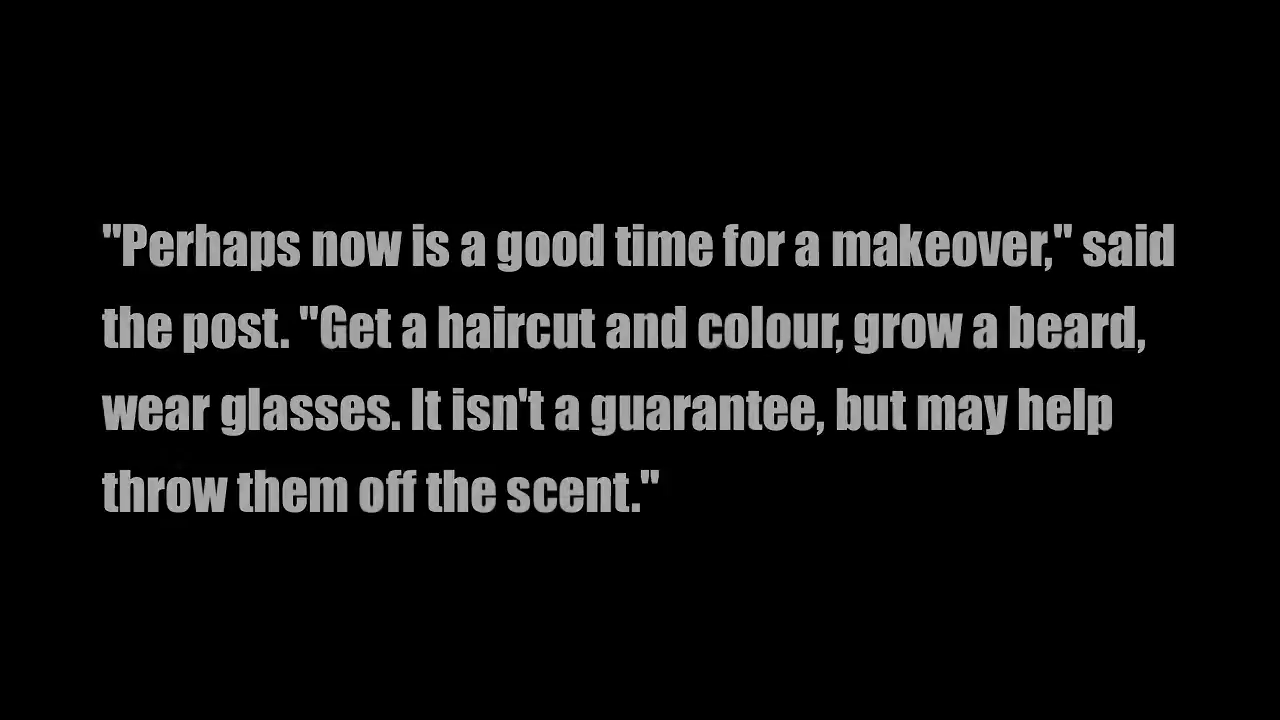 "Perhaps now is a good time for a makeover," said
the post. "Get a haircut and colour, grow a beard,
wear glasses. It isn't a guarantee, but may help
throw them off the scent."